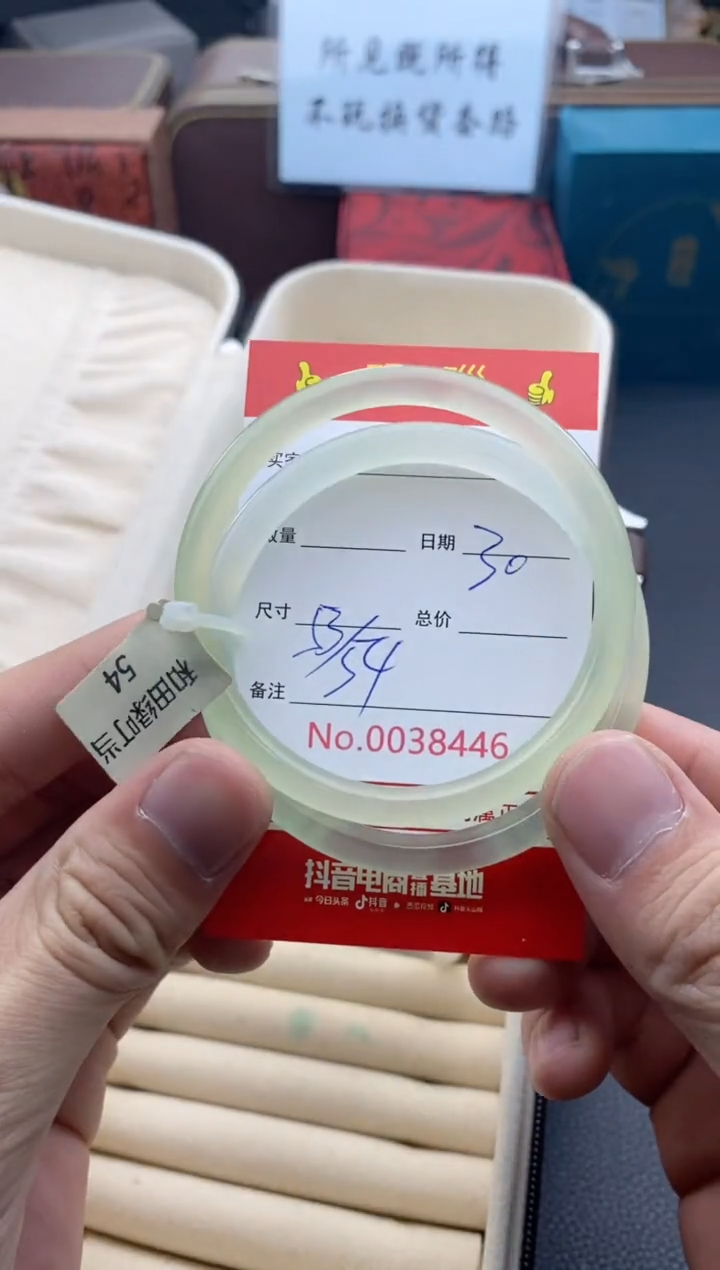 所见既所得
不玩换货套路
买家
数量
日期 30
尺寸 53/54
总价
备注
No.0038446
和田绿叮当
54
抖音电商直播基地
今日头条 抖音